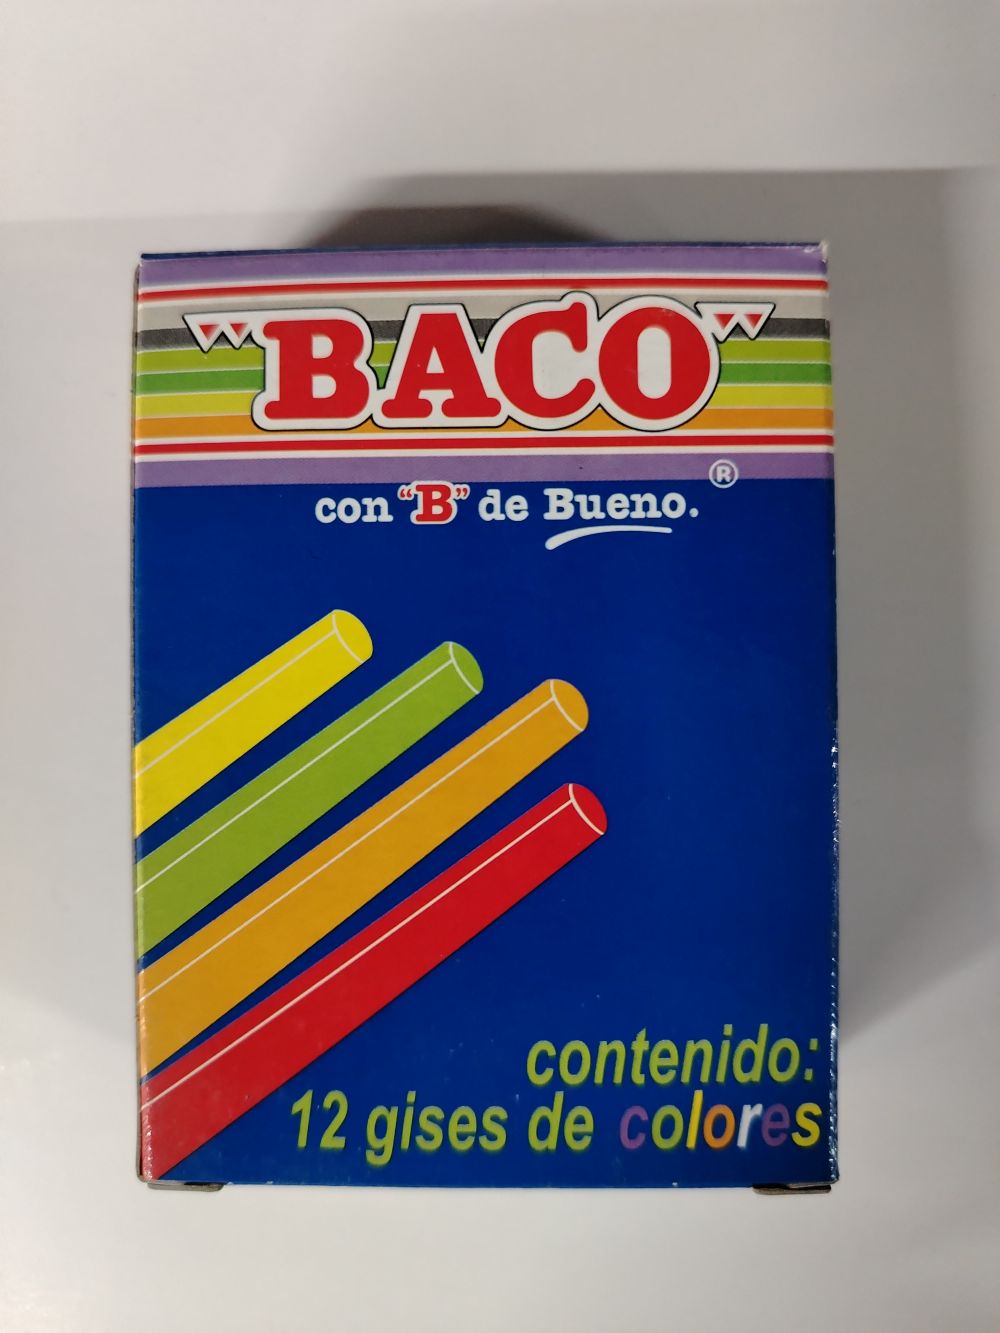 "BACO"
®
con "B" de Bueno.
contenido:
12 gises de colores